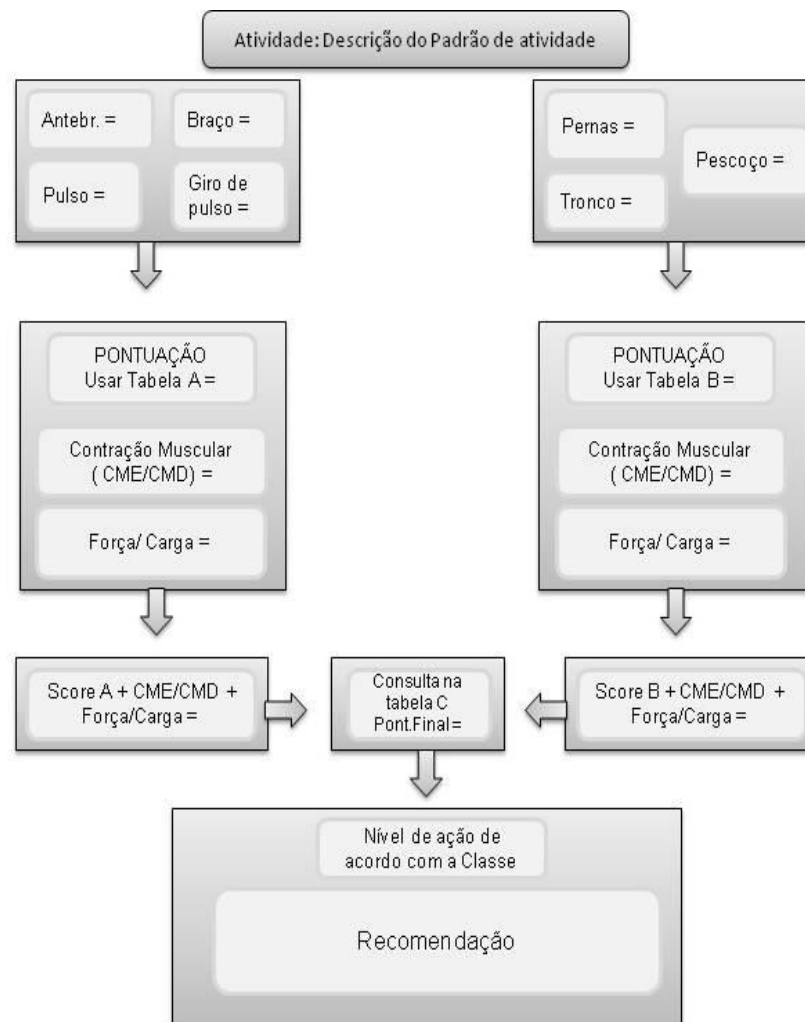 Atividade: Descrição do Padrão de atividade
Antebr. =
Braço =
Pulso =
Giro de
pulso =
Pernas =
Pescoço =
Tronco =
PONTUAÇÃO
Usar Tabela A =
Contração Muscular
( CME/CMD) =
Força/ Carga =
PONTUAÇÃO
Usar Tabela B =
Contração Muscular
( CME/CMD) =
Força/ Carga =
Score A + CME/CMD +
Força/Carga =
Consulta na
tabela C
Pont.Final=
Score B + CME/CMD +
Força/Carga =
Nível de ação de
acordo com a Classe
Recomendação